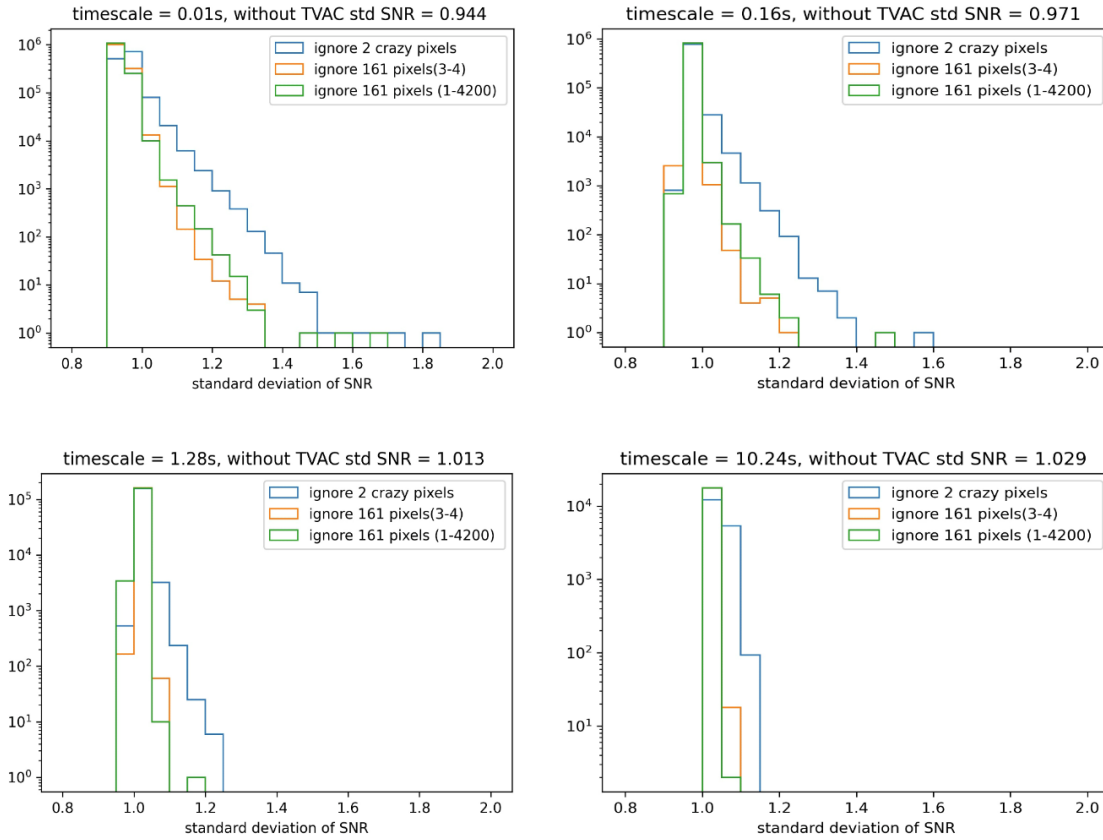 timescale = 0.01s, without TVAC std SNR = 0.944
ignore 2 crazy pixels
ignore 161 pixels(3-4)
ignore 161 pixels (1-4200)
10⁶
10⁵
10⁴
10³
10²
10¹
10⁰
0.8 1.0 1.2 1.4 1.6 1.8 2.0
standard deviation of SNR
timescale = 0.16s, without TVAC std SNR = 0.971
ignore 2 crazy pixels
ignore 161 pixels(3-4)
ignore 161 pixels (1-4200)
10⁶
10⁵
10⁴
10³
10²
10¹
10⁰
0.8 1.0 1.2 1.4 1.6 1.8 2.0
standard deviation of SNR
timescale = 1.28s, without TVAC std SNR = 1.013
ignore 2 crazy pixels
ignore 161 pixels(3-4)
ignore 161 pixels (1-4200)
10⁵
10⁴
10³
10²
10¹
10⁰
0.8 1.0 1.2 1.4 1.6 1.8 2.0
standard deviation of SNR
timescale = 10.24s, without TVAC std SNR = 1.029
ignore 2 crazy pixels
ignore 161 pixels(3-4)
ignore 161 pixels (1-4200)
10⁴
10³
10²
10¹
0.8 1.0 1.2 1.4 1.6 1.8 2.0
standard deviation of SNR